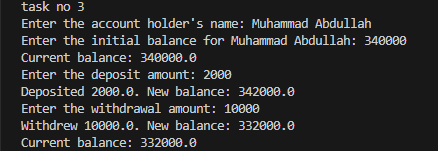 task no 3
Enter the account holder's name: Muhammad Abdullah
Enter the initial balance for Muhammad Abdullah: 340000
Current balance: 340000.0
Enter the deposit amount: 2000
Deposited 2000.0. New balance: 342000.0
Enter the withdrawal amount: 10000
Withdrew 10000.0. New balance: 332000.0
Current balance: 332000.0